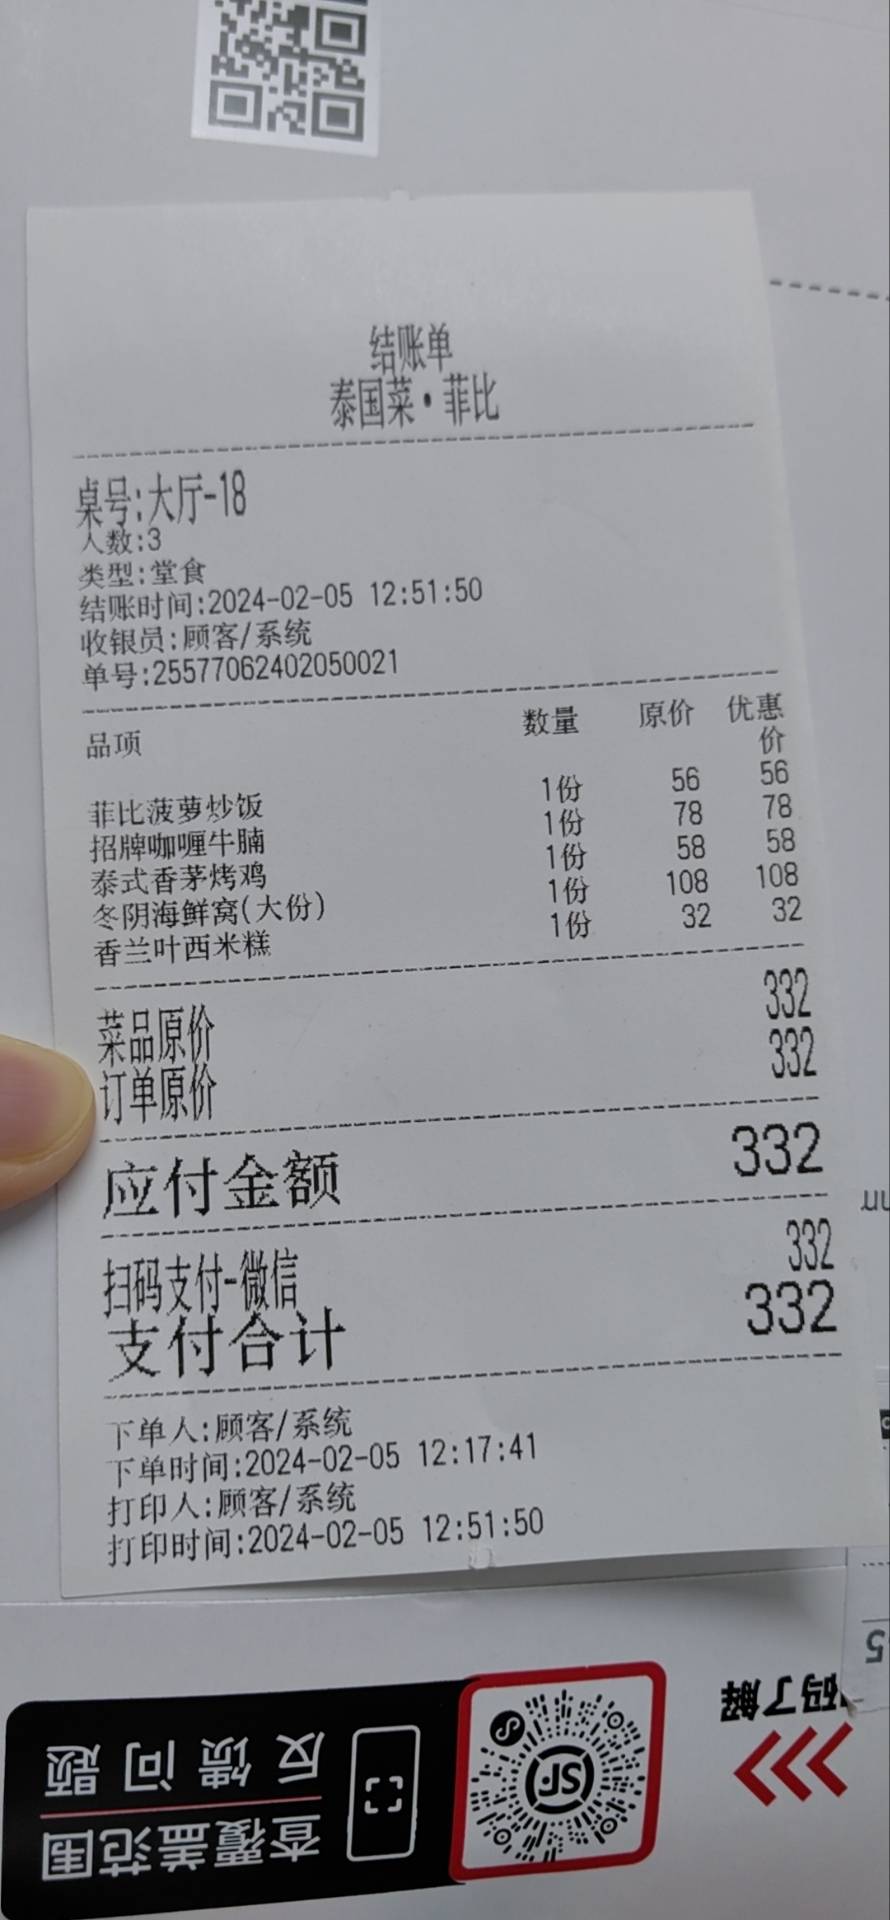 结账单
泰国菜·菲比
桌号:大厅-18
人数:3
类型:堂食
结账时间:2024-02-05 12:51:50
收银员:顾客/系统
单号:25577062402050021
品项 数量 原价 优惠价
菲比菠萝炒饭 1份 56 56
招牌咖喱牛腩 1份 78 78
泰式香茅烤鸡 1份 58 58
冬阴海鲜窝(大份) 1份 108 108
香兰叶西米糕 1份 32 32
菜品原价 332
订单原价 332
应付金额 332
扫码支付-微信 332
支付合计 332
下单人:顾客/系统
下单时间:2024-02-05 12:17:41
打印人:顾客/系统
打印时间:2024-02-05 12:51:50
码了解
查覆盖范围
反馈问题
SF
5